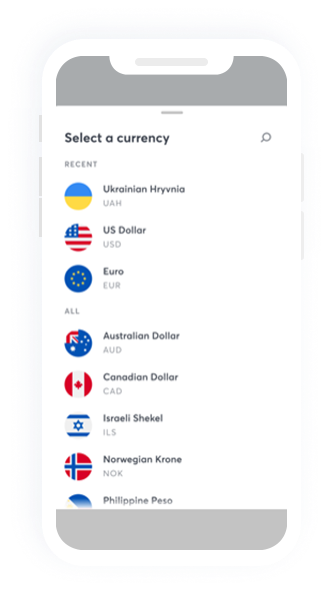 Select a currency
RECENT
Ukrainian Hryvnia
UAH
US Dollar
USD
Euro
EUR
ALL
Australian Dollar
AUD
Canadian Dollar
CAD
Israeli Shekel
ILS
Norwegian Krone
NOK
Philippine Peso